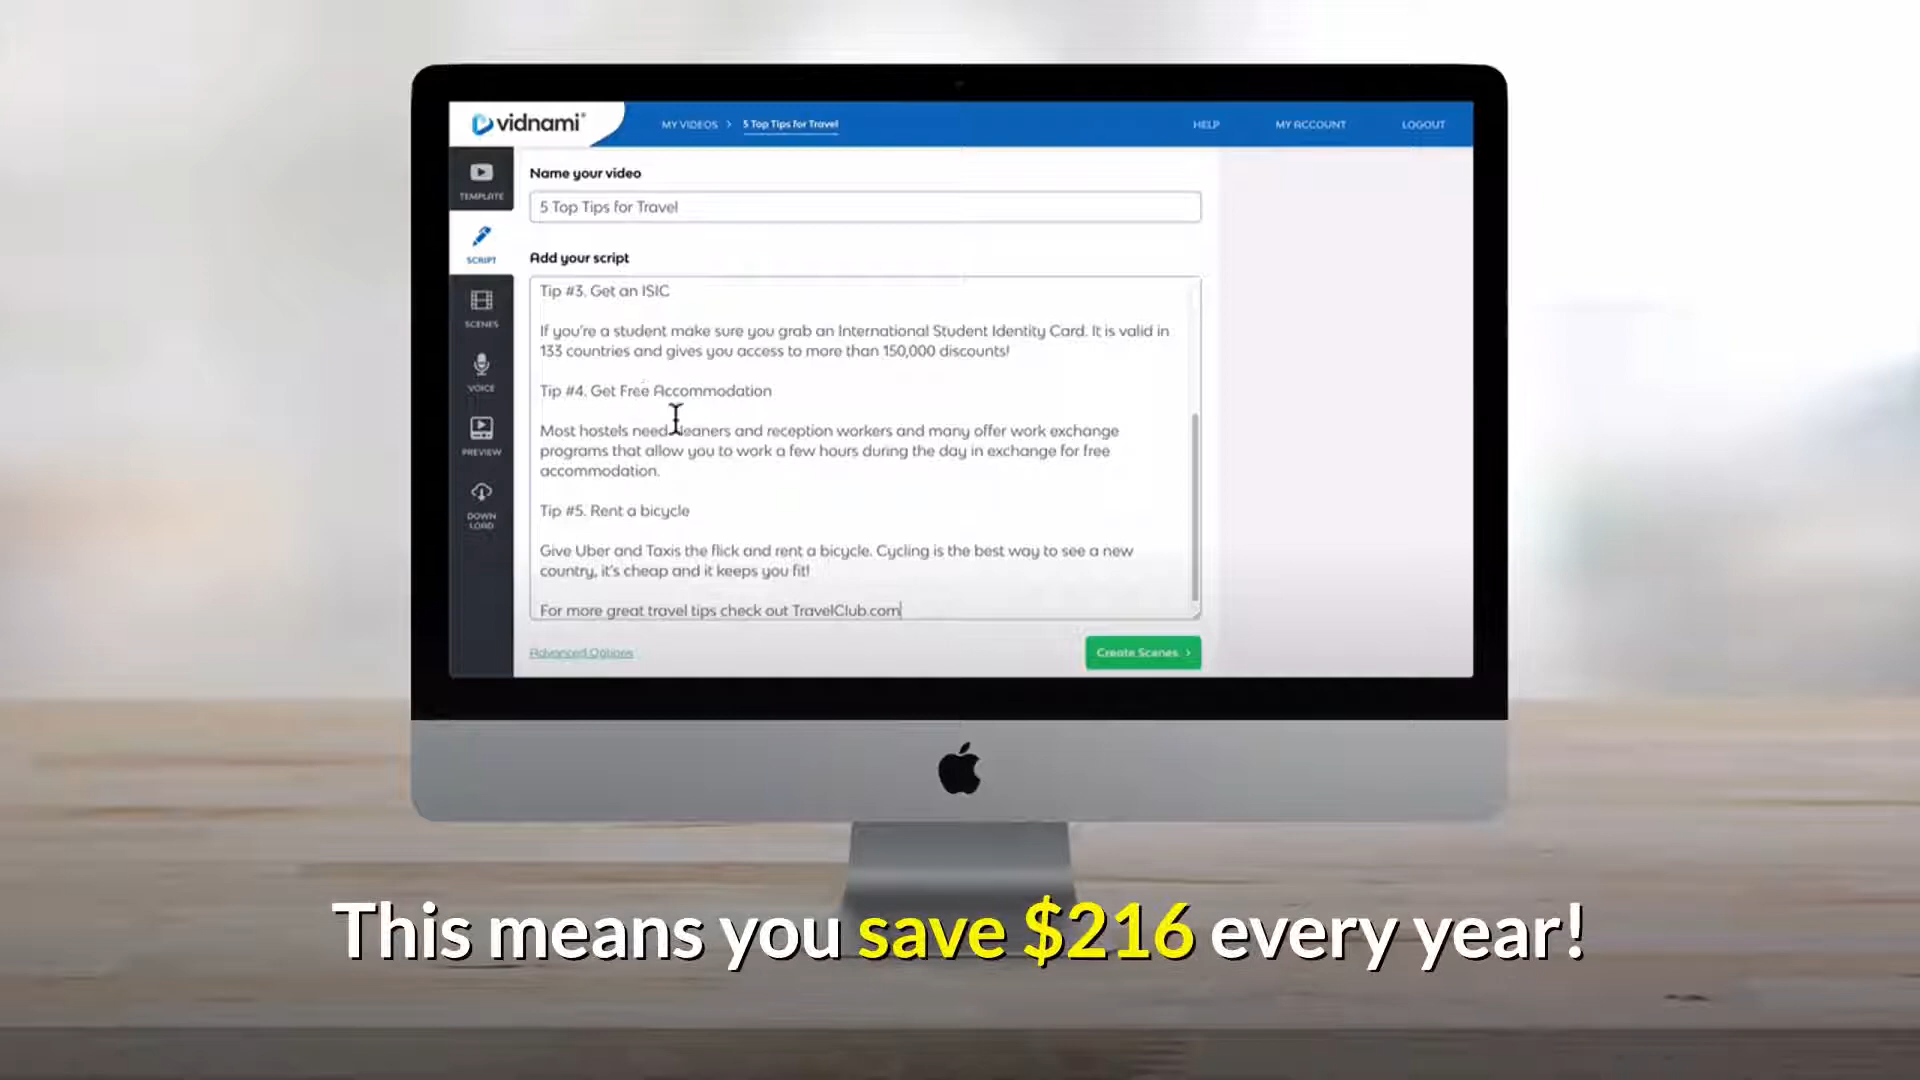 vidnami®
MY VIDEOS > 5 Top Tips for Travel
HELP
MY ACCOUNT
LOGOUT
TEMPLATE
SCRIPT
SCENES
VOICE
PREVIEW
DOWN
LOAD
Name your video
5 Top Tips for Travel
Add your script
Tip #3. Get an ISIC
If you're a student make sure you grab an International Student Identity Card. It is valid in
133 countries and gives you access to more than 150,000 discounts!
Tip #4. Get Free Accommodation
Most hostels need cleaners and reception workers and many offer work exchange
programs that allow you to work a few hours during the day in exchange for free
accommodation.
Tip #5. Rent a bicycle
Give Uber and Taxis the flick and rent a bicycle. Cycling is the best way to see a new
country, it's cheap and it keeps you fit!
For more great travel tips check out TravelClub.com
Advanced Options
Create Scenes >
This means you save $216 every year!